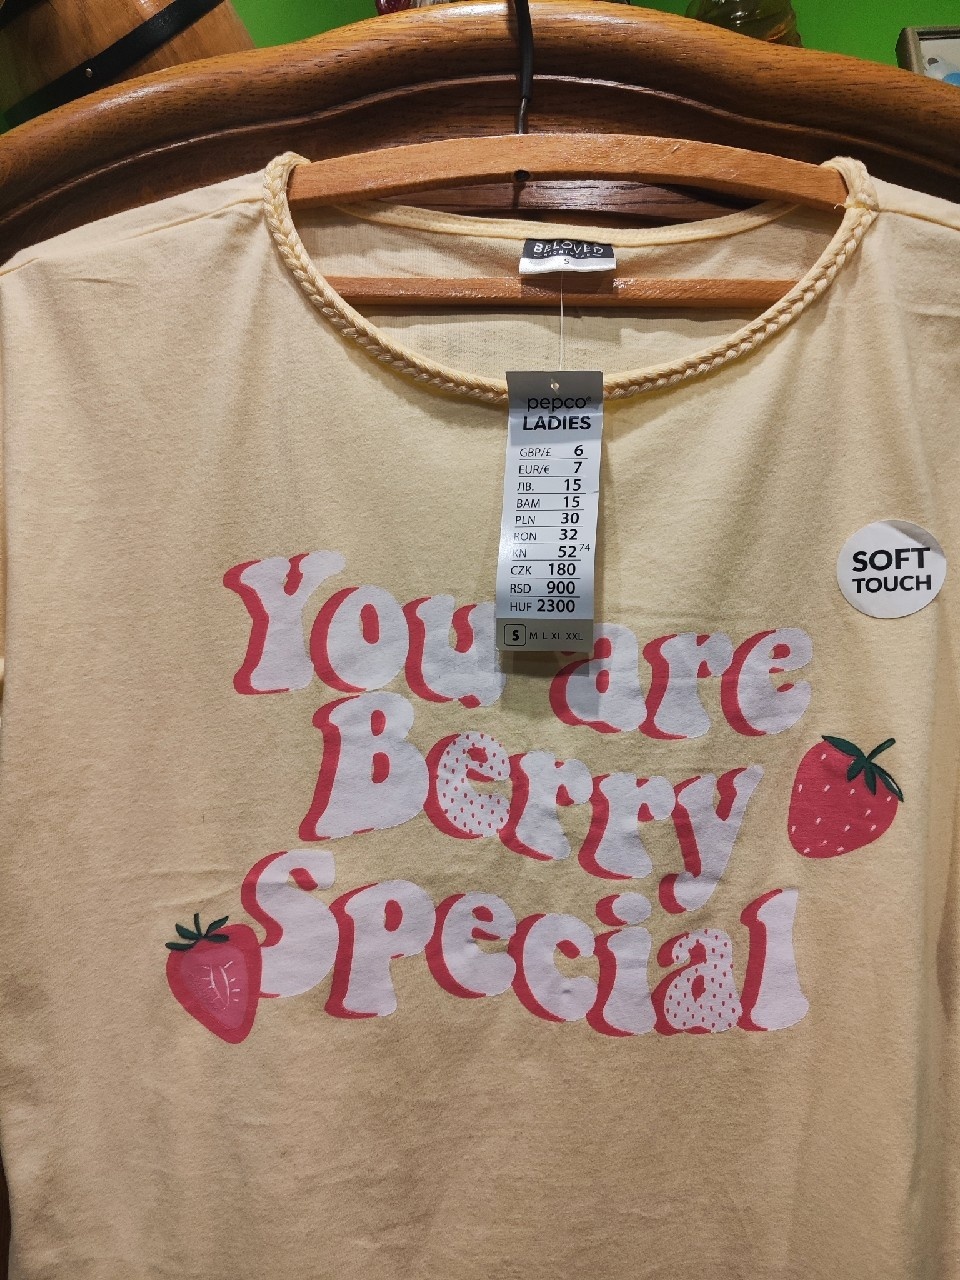 BELOVED
NIGHTWEAR
S
pepco®
LADIES
GBP/£ 6
EUR/€ 7
ЛВ. 15
BAM 15
PLN 30
RON 32
KN 52 74
CZK 180
RSD 900
HUF 2300
S M L XL XXL
SOFT
TOUCH
You are
Berry
Special